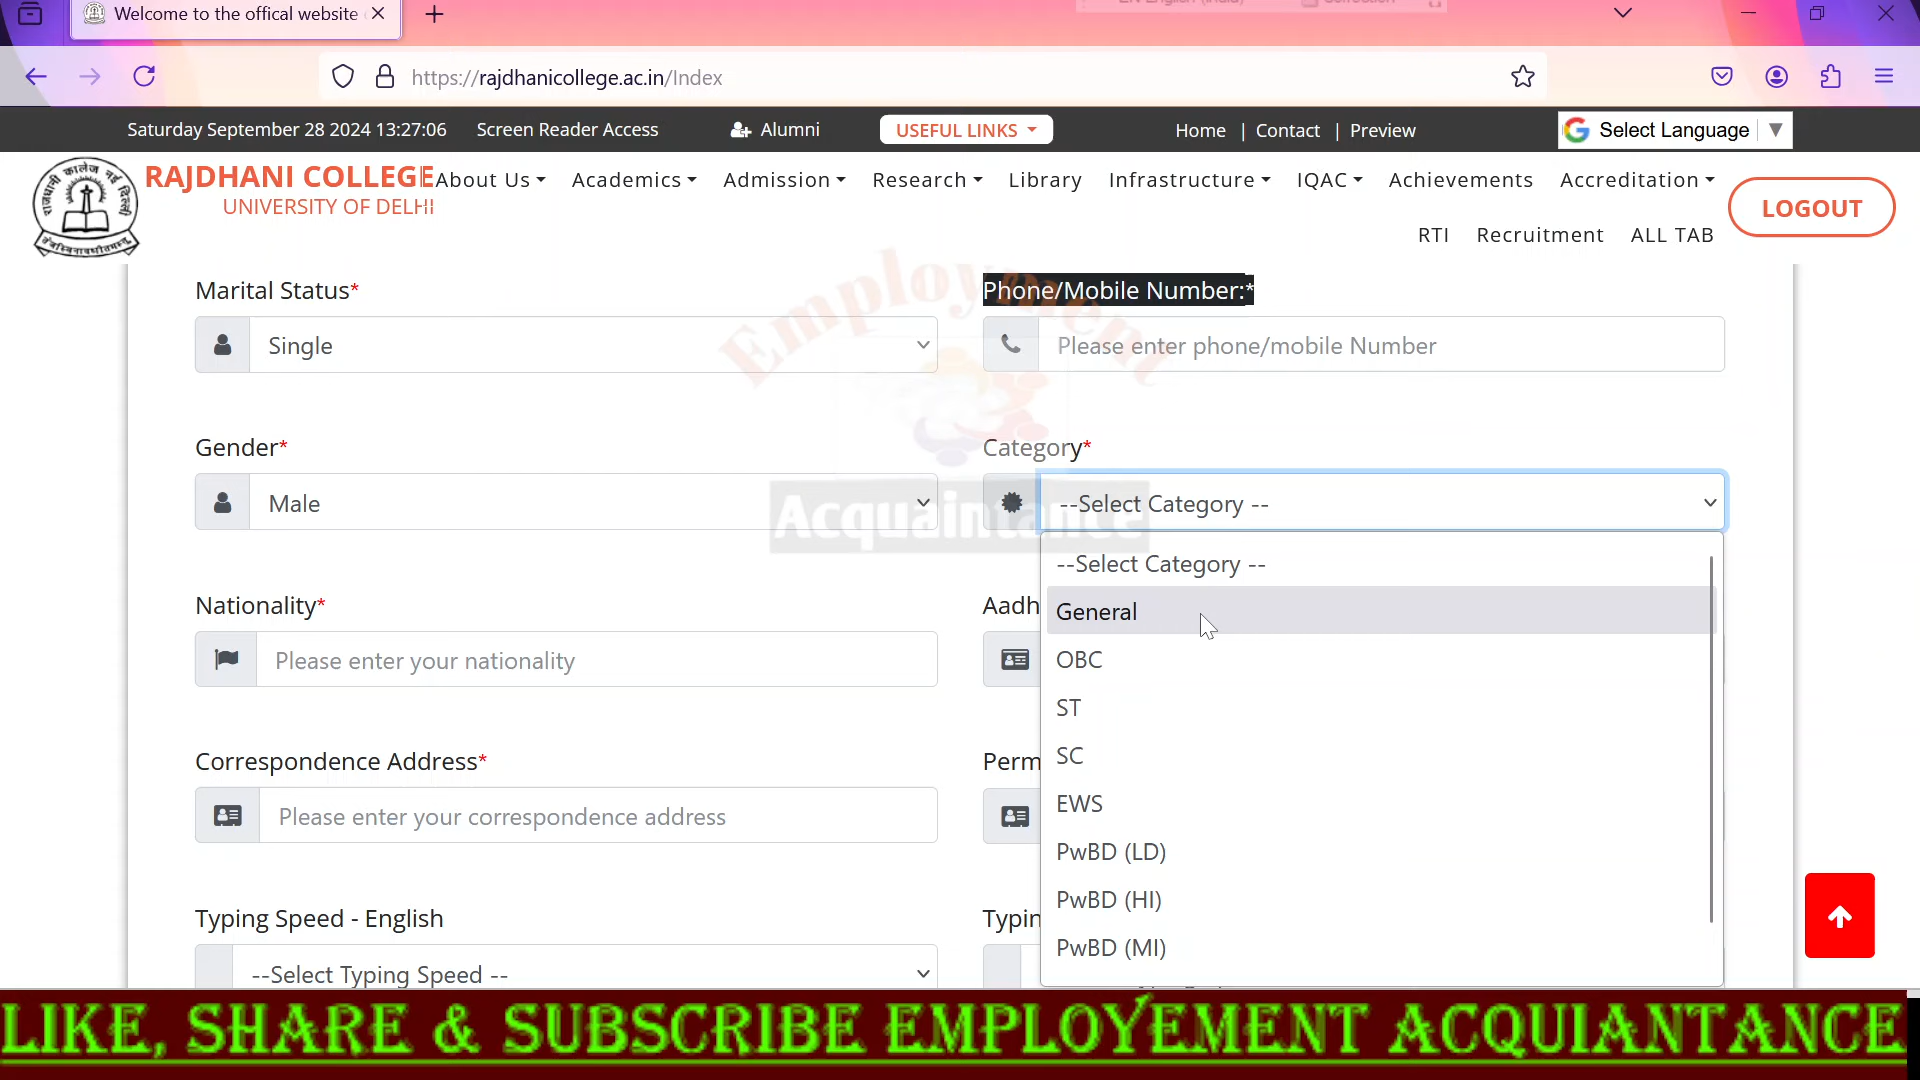 Welcome to the offical website
https://rajdhanicollege.ac.in/Index
Saturday September 28 2024 13:27:06
Screen Reader Access
Alumni
USEFUL LINKS
Home | Contact | Preview
Select Language
RAJDHANI COLLEGE
UNIVERSITY OF DELHI
About Us
Academics
Admission
Research
Library
Infrastructure
IQAC
Achievements
Accreditation
RTI
Recruitment
ALL TAB
LOGOUT
Employment
Acquaintance
Marital Status*
Phone/Mobile Number:*
Single
Please enter phone/mobile Number
Gender*
Category*
Male
--Select Category --
--Select Category --
General
OBC
ST
SC
EWS
PwBD (LD)
PwBD (HI)
PwBD (MI)
Nationality*
Aadh
Please enter your nationality
Correspondence Address*
Perm
Please enter your correspondence address
Typing Speed - English
Typin
--Select Typing Speed --
LIKE, SHARE & SUBSCRIBE EMPLOYEMENT ACQUIANTANCE